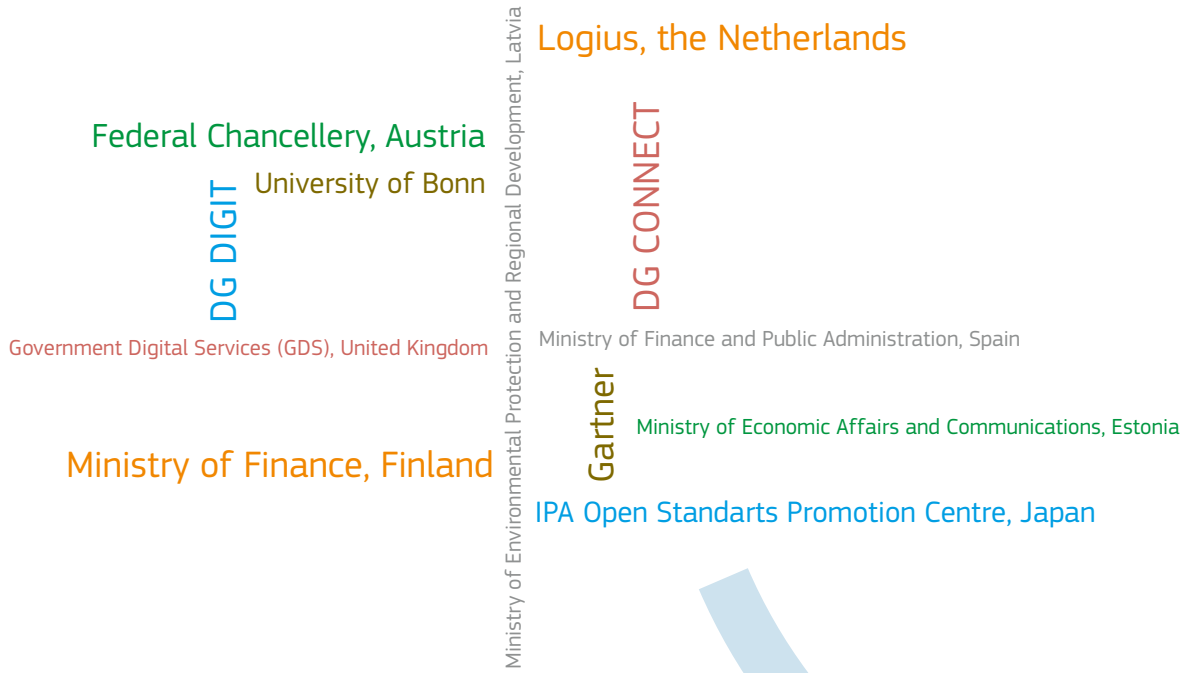 Logius, the Netherlands
Federal Chancellery, Austria
University of Bonn
DG DIGIT
Government Digital Services (GDS), United Kingdom
Ministry of Finance, Finland
Ministry of Environmental Protection and Regional Development, Latvia
DG CONNECT
Ministry of Finance and Public Administration, Spain
Gartner
Ministry of Economic Affairs and Communications, Estonia
IPA Open Standarts Promotion Centre, Japan